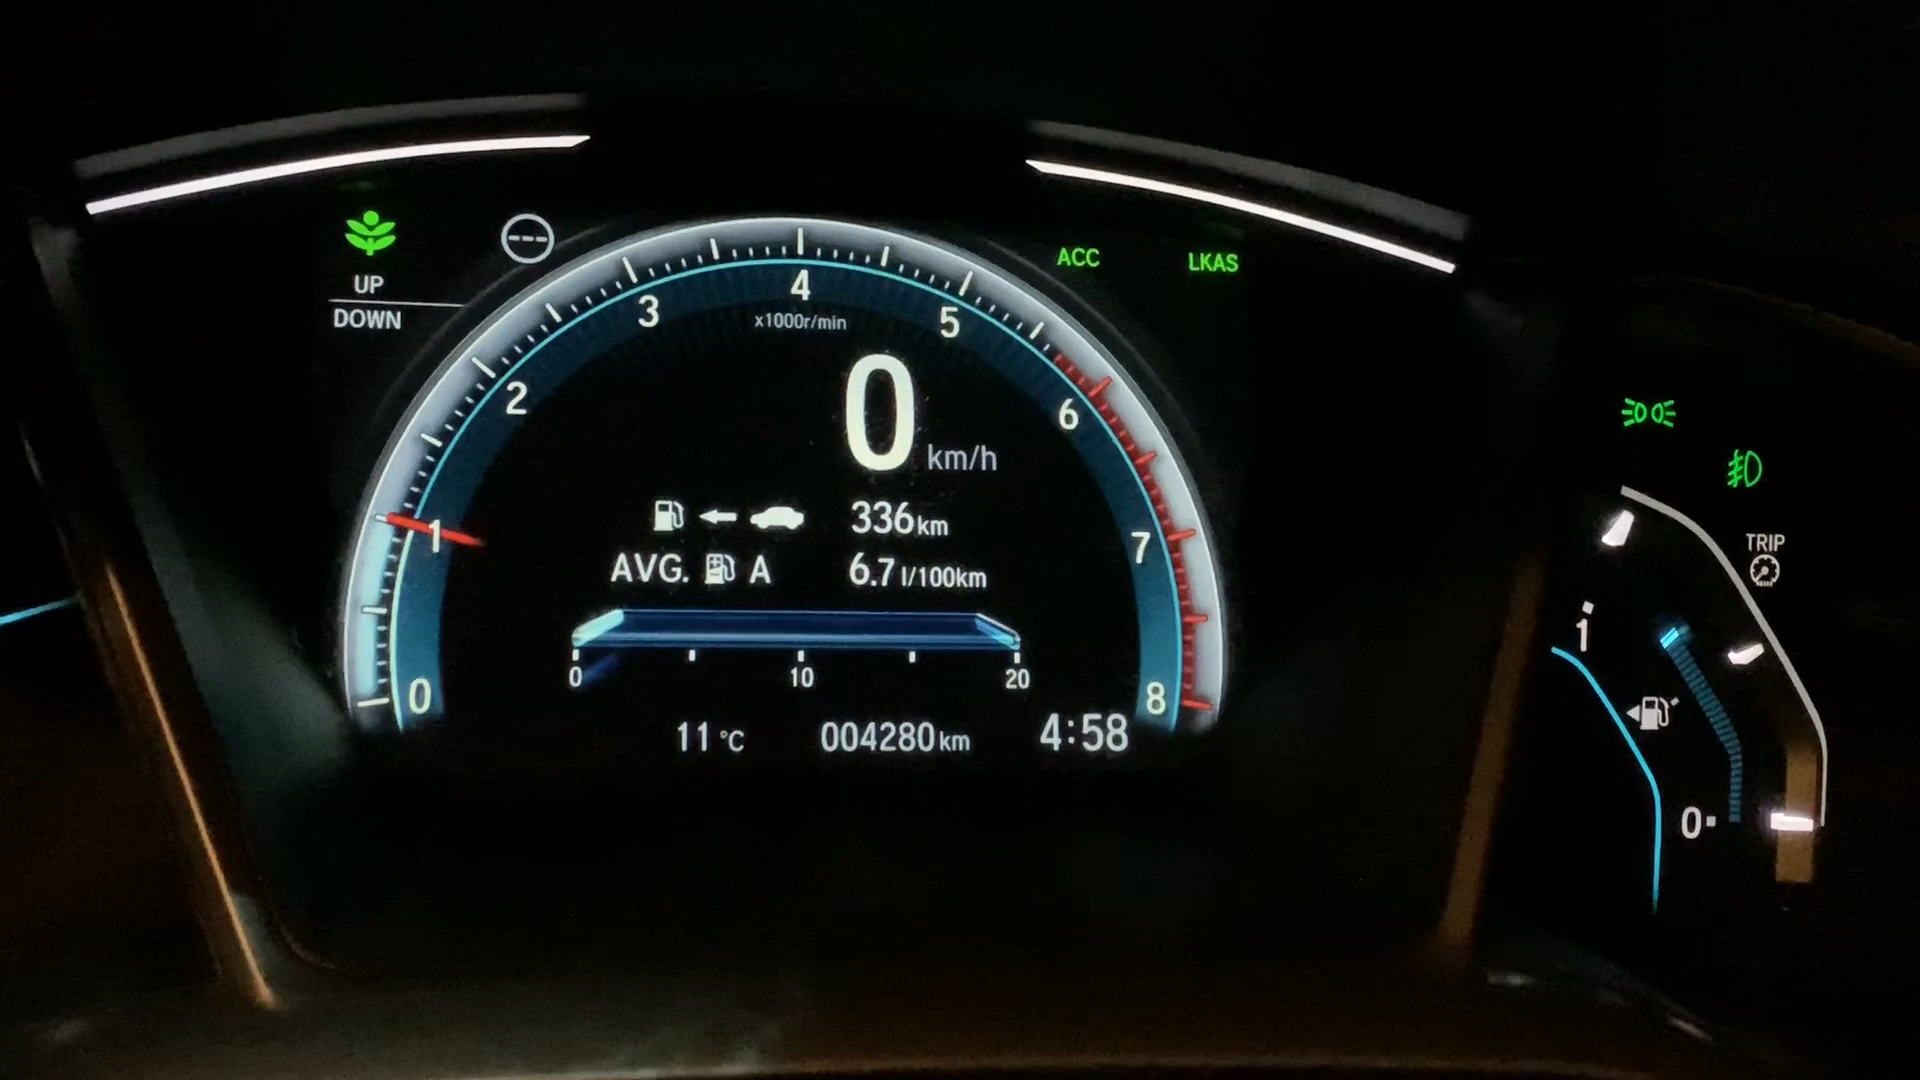 UP
DOWN
ACC
LKAS
4
3
5
x1000r/min
2
6
0 km/h
1
336 km
7
AVG. A 6.7 l/100km
0
10
20
8
0
11 °C 004280 km 4:58
TRIP
1
0